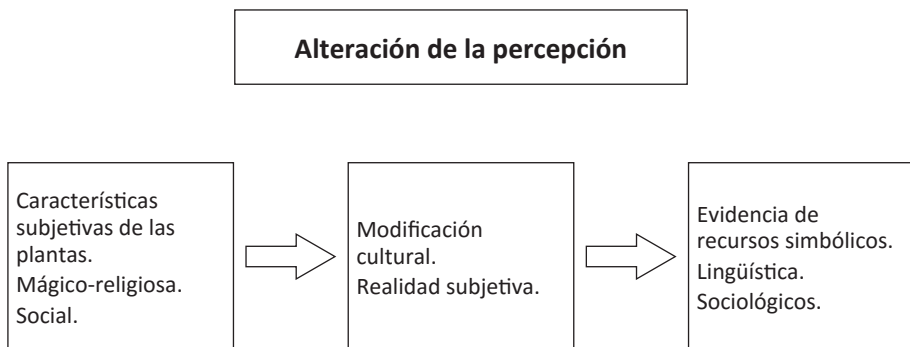 Alteración de la percepción
Características
subjetivas de las
plantas.
Mágico-religiosa.
Social.
Modificación
cultural.
Realidad subjetiva.
Evidencia de
recursos simbólicos.
Lingüística.
Sociológicos.